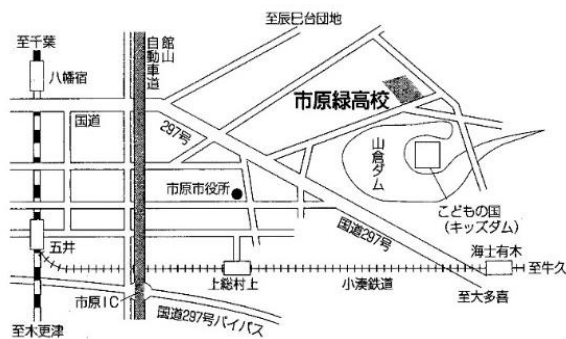 至辰巳台団地
至千葉
八幡宿
館山
自動車道
市原緑高校
国道
297号
山倉ダム
市原市役所
こどもの国
(キッズダム)
国道297号
五井
海士有木
至牛久
上総村上
小湊鉄道
至大多喜
市原IC
国道297号バイパス
至木更津